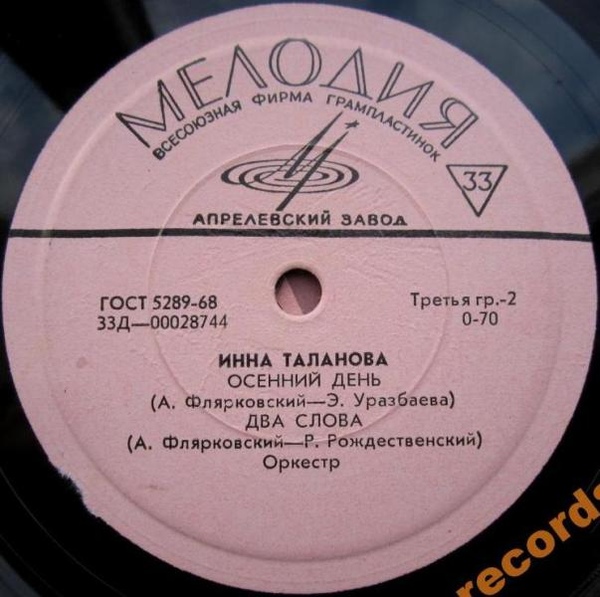 МЕЛОДИЯ
ВСЕСОЮЗНАЯ ФИРМА ГРАМПЛАСТИНОК
33
АПРЕЛЕВСКИЙ ЗАВОД
ГОСТ 5289-68
33Д—00028744
Третья гр.-2
0-70
ИННА ТАЛАНОВА
ОСЕННИЙ ДЕНЬ
(А. Флярковский—Э. Уразбаева)
ДВА СЛОВА
(А. Флярковский—Р. Рождественский)
Оркестр
records